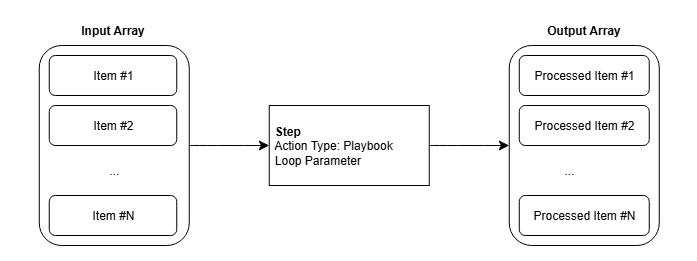 Input Array
Item #1
Item #2
...
Item #N
Step
Action Type: Playbook
Loop Parameter
Output Array
Processed Item #1
Processed Item #2
...
Processed Item #N